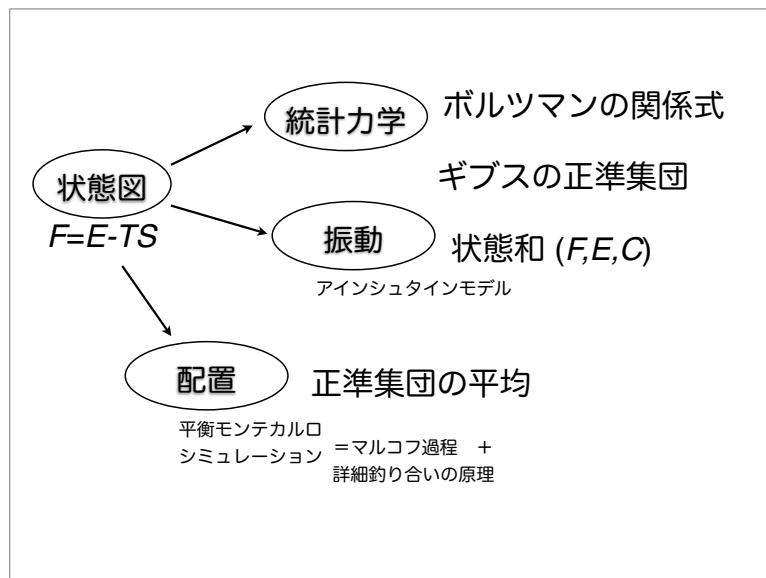 統計力学
ボルツマンの関係式
ギブスの正準集団
状態図
F=E-TS
振動
状態和 (F,E,C)
アインシュタインモデル
配置
正準集団の平均
平衡モンテカルロ
シミュレーション
＝マルコフ過程　＋
詳細釣り合いの原理